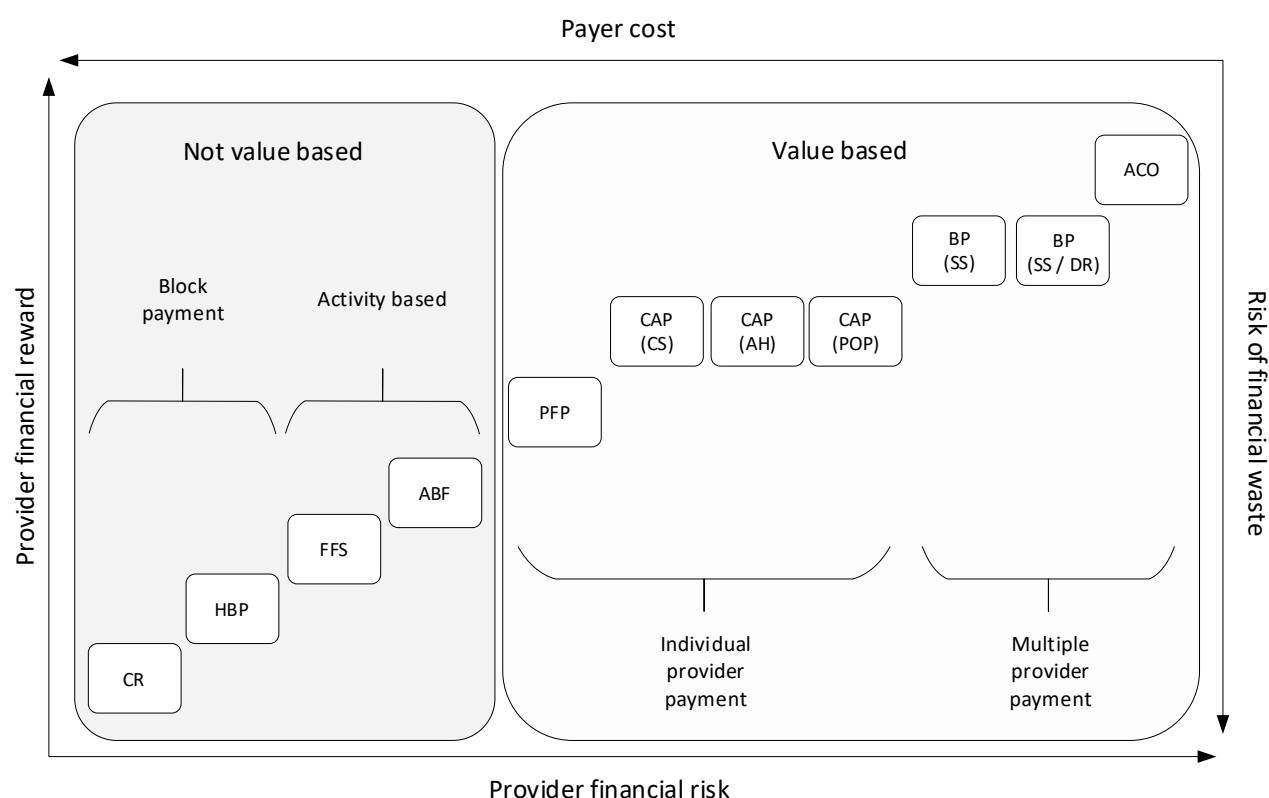 Payer cost
Not value based
Value based
ACO
BP
(SS)
BP
(SS / DR)
Block
payment
Activity based
CAP
(CS)
CAP
(AH)
CAP
(POP)
Provider financial reward
Risk of financial waste
PFP
ABF
FFS
HBP
CR
Individual
provider
payment
Multiple
provider
payment
Provider financial risk